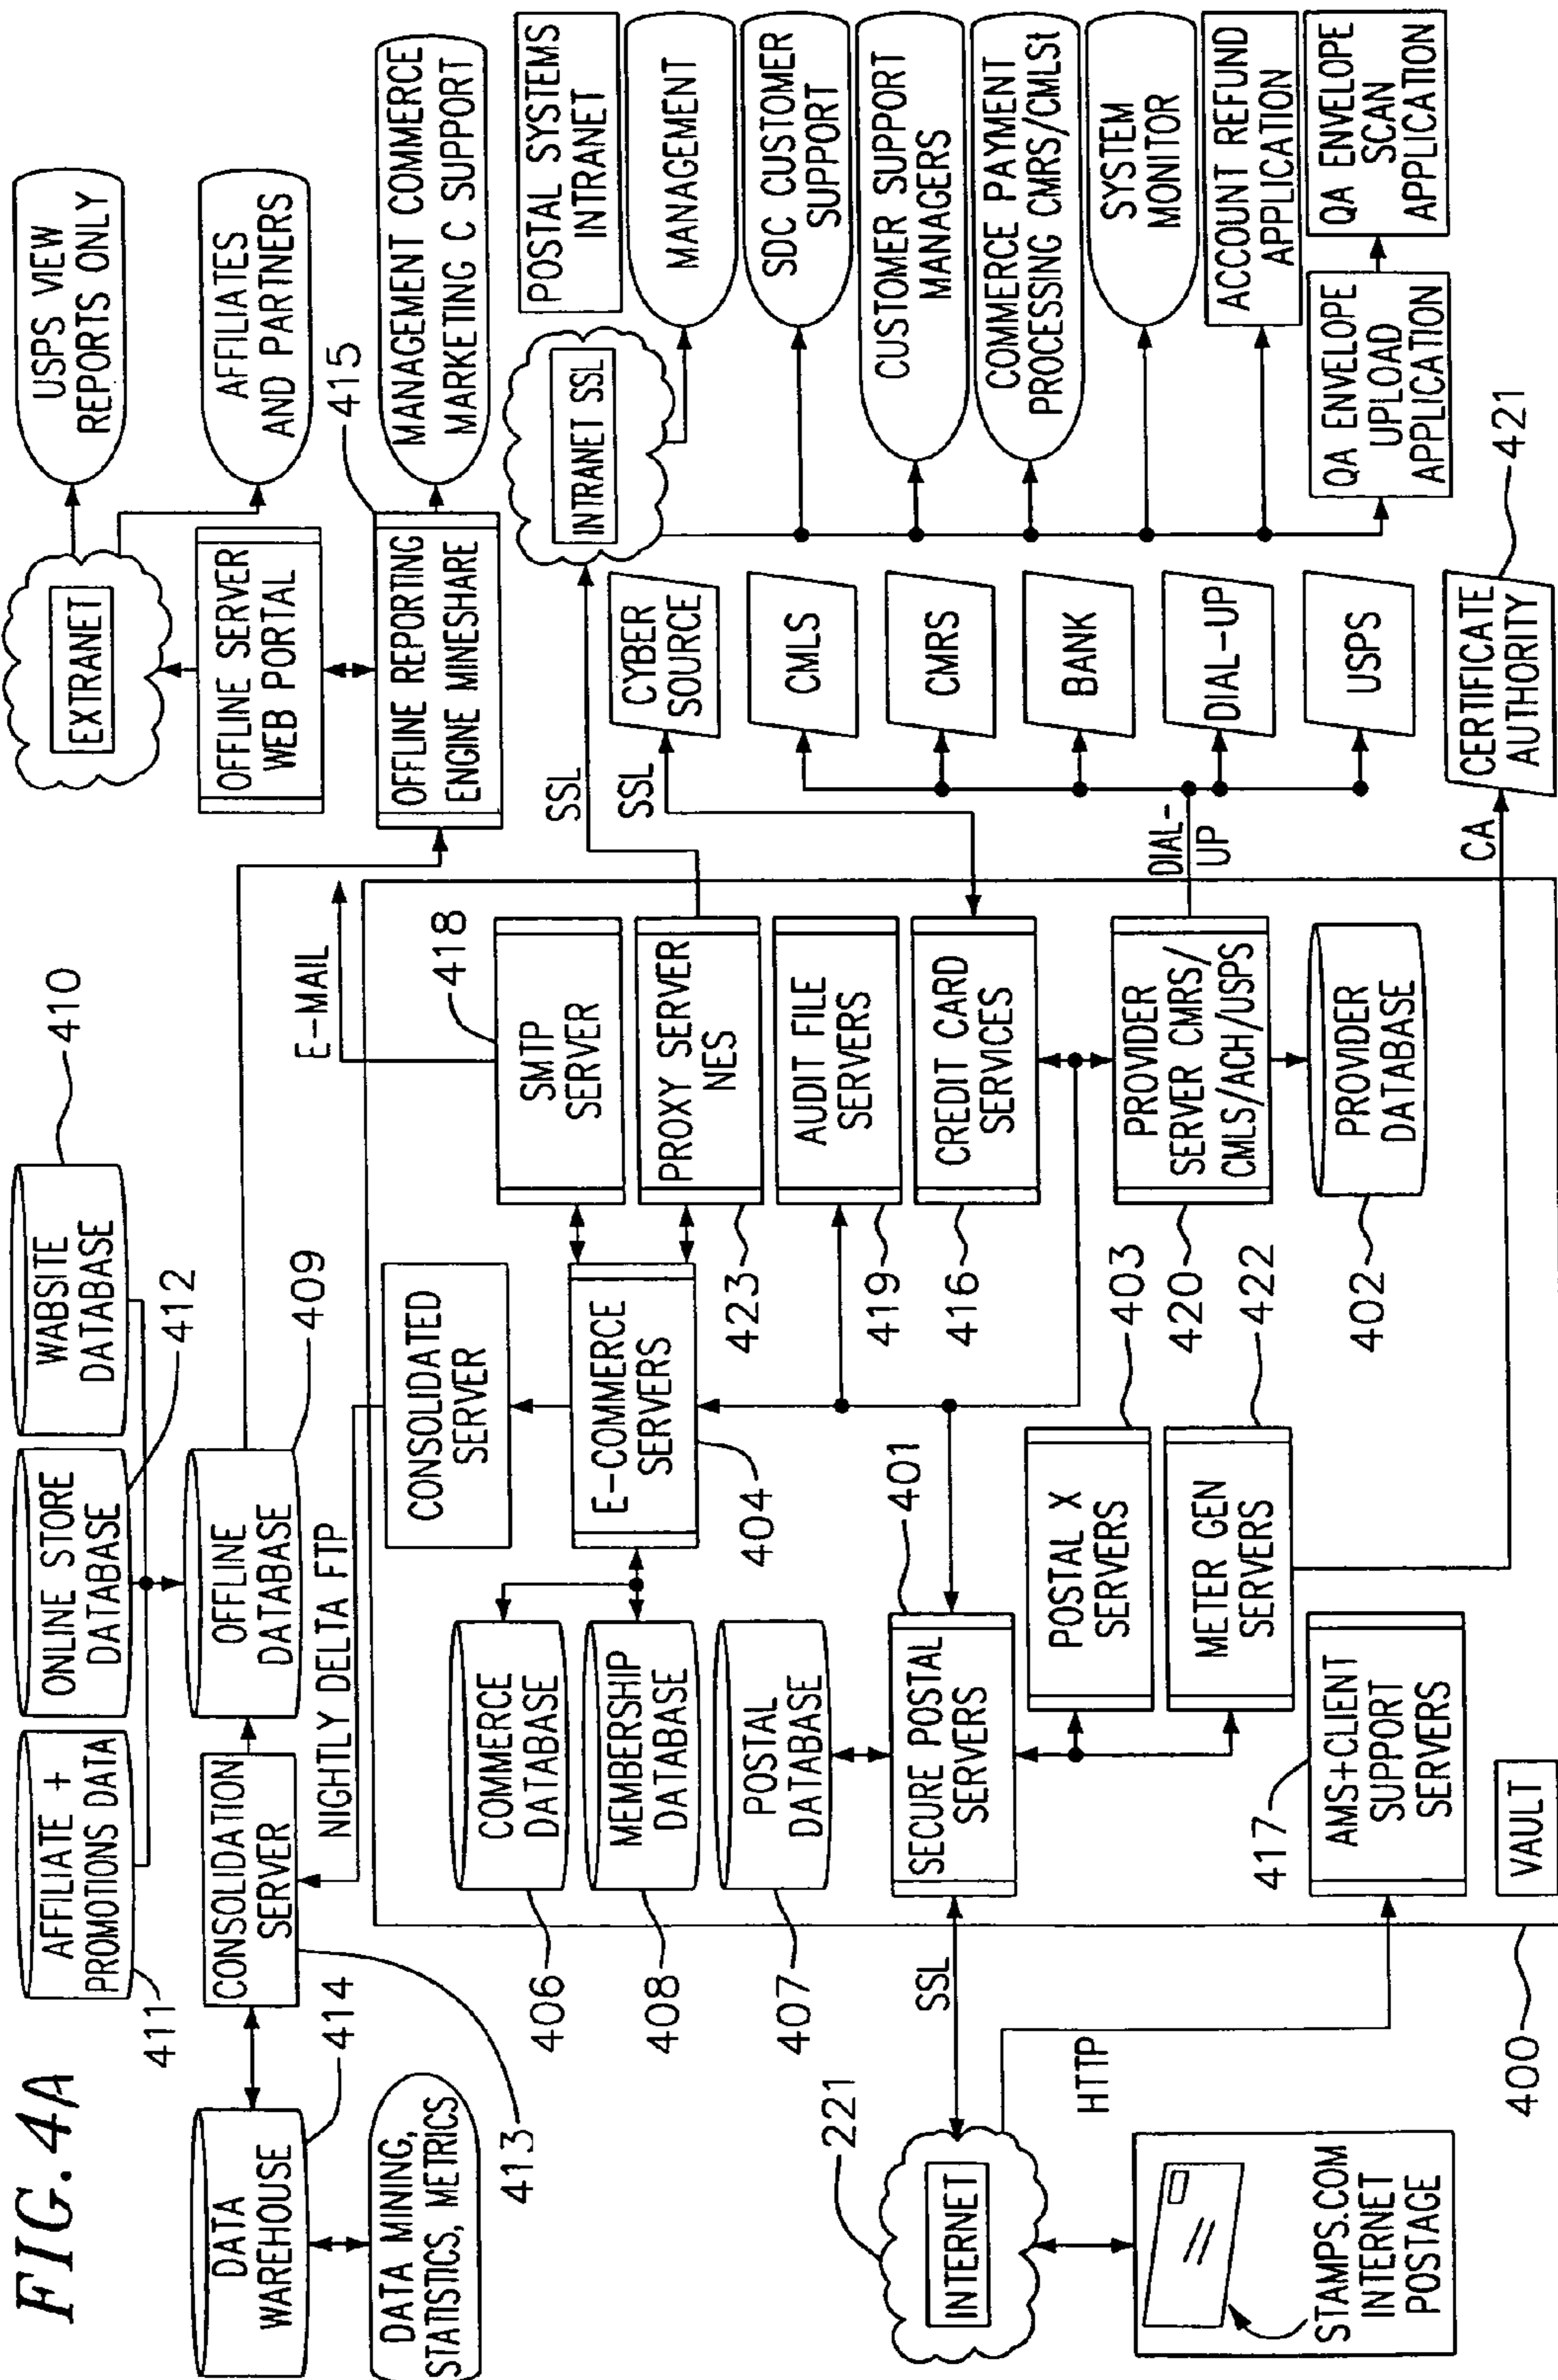 FIG. 4A
AFFILIATE +
PROMOTIONS DATA
411
ONLINE STORE
DATABASE
412
WABSITE
DATABASE
410
EXTRANET
USPS VIEW
REPORTS ONLY
AFFILIATES
AND PARTNERS
OFFLINE SERVER
WEB PORTAL
415
DATA
WAREHOUSE
414
CONSOLIDATION
SERVER
413
OFFLINE
DATABASE
409
OFFLINE REPORTING
ENGINE MINESHARE
MANAGEMENT COMMERCE
MARKETING C SUPPORT
DATA MINING,
STATISTICS, METRICS
NIGHTLY DELTA FTP
E-MAIL
CONSOLIDATED
SERVER
SMTP
SERVER
418
SSL
INTRANET SSL
POSTAL SYSTEMS
INTRANET
MANAGEMENT
COMMERCE
DATABASE
406
MEMBERSHIP
DATABASE
408
POSTAL
DATABASE
407
E-COMMERCE
SERVERS
404
PROXY SERVER
NES
423
AUDIT FILE
SERVERS
419
CREDIT CARD
SERVICES
416
SSL
CYBER
SOURCE
CMLS
CMRS
BANK
DIAL-UP
USPS
SDC CUSTOMER
SUPPORT
CUSTOMER SUPPORT
MANAGERS
COMMERCE PAYMENT
PROCESSING CMRS/CMLSt
SYSTEM
MONITOR
ACCOUNT REFUND
APPLICATION
QA ENVELOPE
UPLOAD
APPLICATION
QA ENVELOPE
SCAN
APPLICATION
221
INTERNET
SSL
HTTP
SECURE POSTAL
SERVERS
401
POSTAL X
SERVERS
403
METER GEN
SERVERS
422
PROVIDER
SERVER CMRS/
CMLS/ACH/USPS
420
DIAL-
UP
PROVIDER
DATABASE
402
CA
CERTIFICATE
AUTHORITY
421
STAMPS.COM
INTERNET
POSTAGE
AMS+CLIENT
SUPPORT
SERVERS
417
VAULT
400